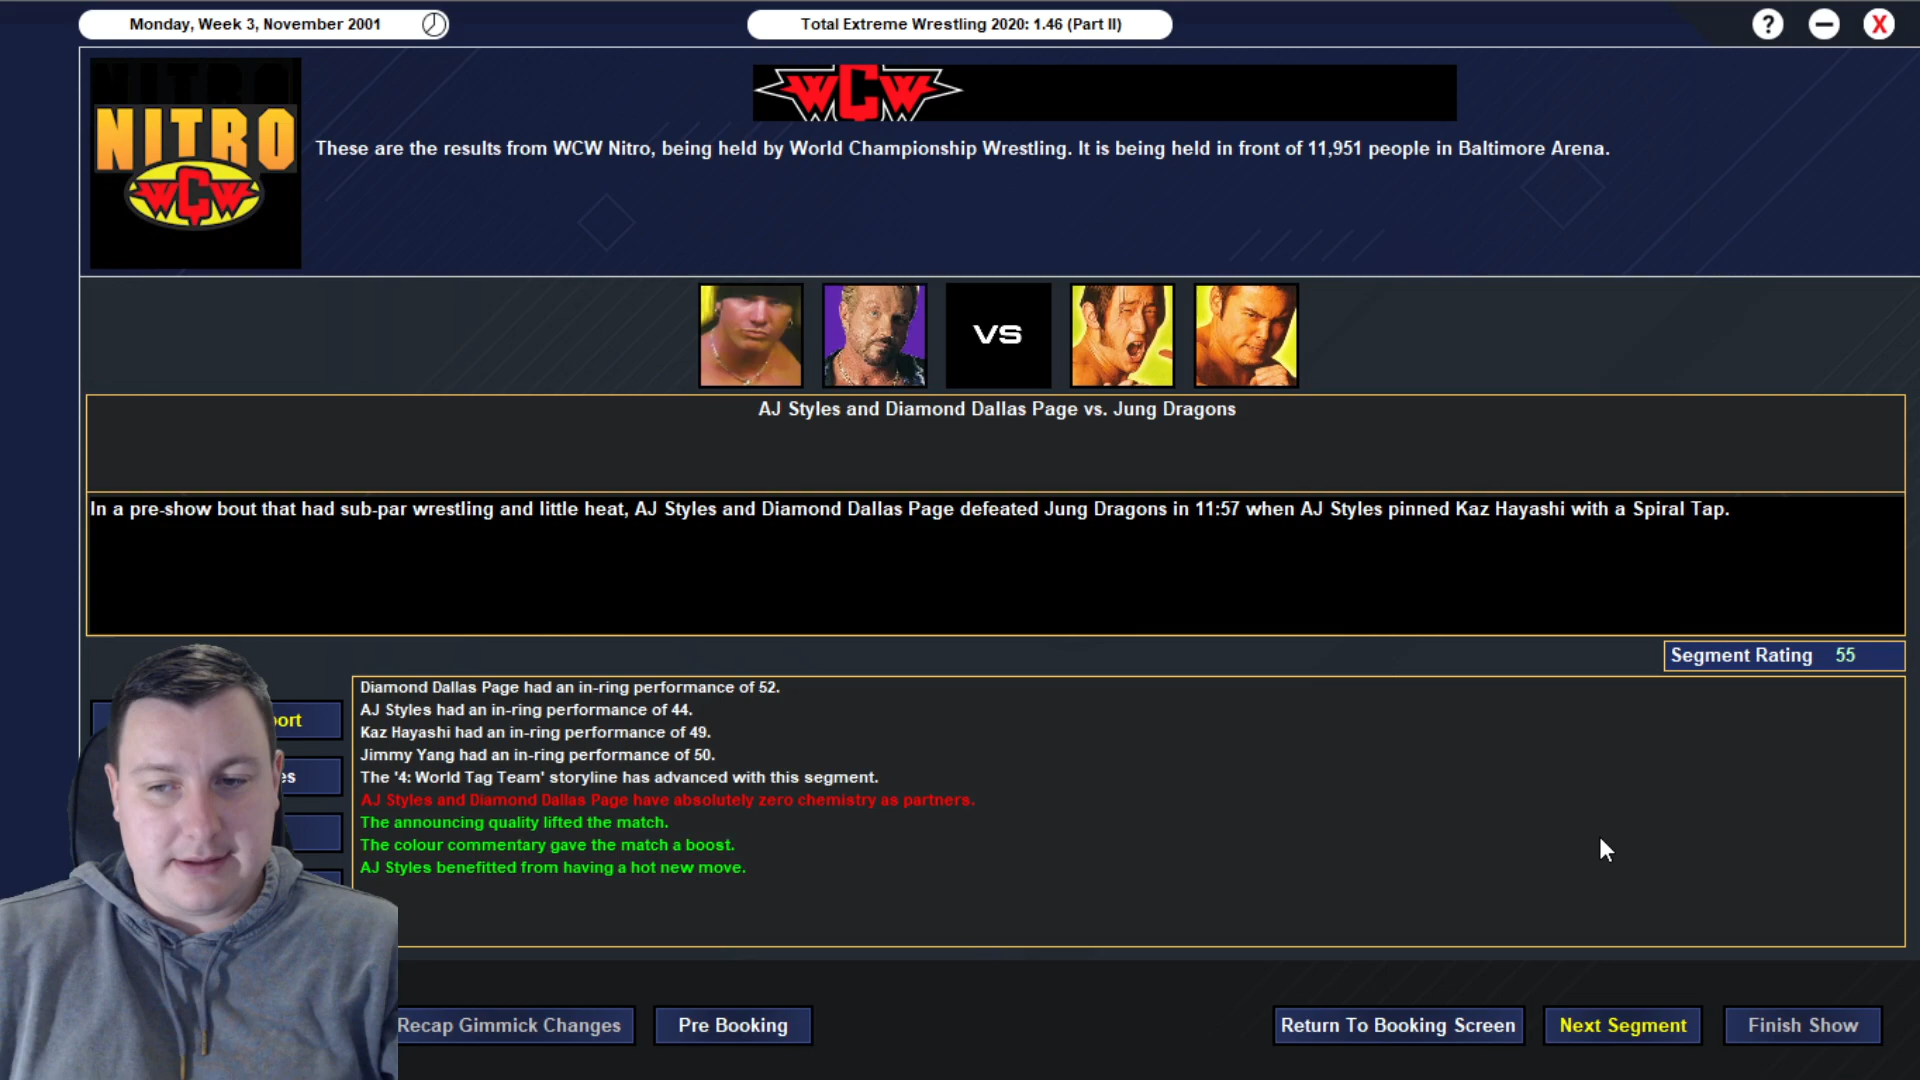 Monday, Week 3, November 2001
Total Extreme Wrestling 2020: 1.46 (Part II)
?
X
NITRO
NITRO
WCW
WCW
These are the results from WCW Nitro, being held by World Championship Wrestling. It is being held in front of 11,951 people in Baltimore Arena.
VS
AJ Styles and Diamond Dallas Page vs. Jung Dragons
In a pre-show bout that had sub-par wrestling and little heat, AJ Styles and Diamond Dallas Page defeated Jung Dragons in 11:57 when AJ Styles pinned Kaz Hayashi with a Spiral Tap.
Segment Rating 55
Diamond Dallas Page had an in-ring performance of 52.
AJ Styles had an in-ring performance of 44.
Kaz Hayashi had an in-ring performance of 49.
Jimmy Yang had an in-ring performance of 50.
The '4: World Tag Team' storyline has advanced with this segment.
AJ Styles and Diamond Dallas Page have absolutely zero chemistry as partners.
The announcing quality lifted the match.
The colour commentary gave the match a boost.
AJ Styles benefitted from having a hot new move.
Recap Gimmick Changes
Pre Booking
Return To Booking Screen
Next Segment
Finish Show